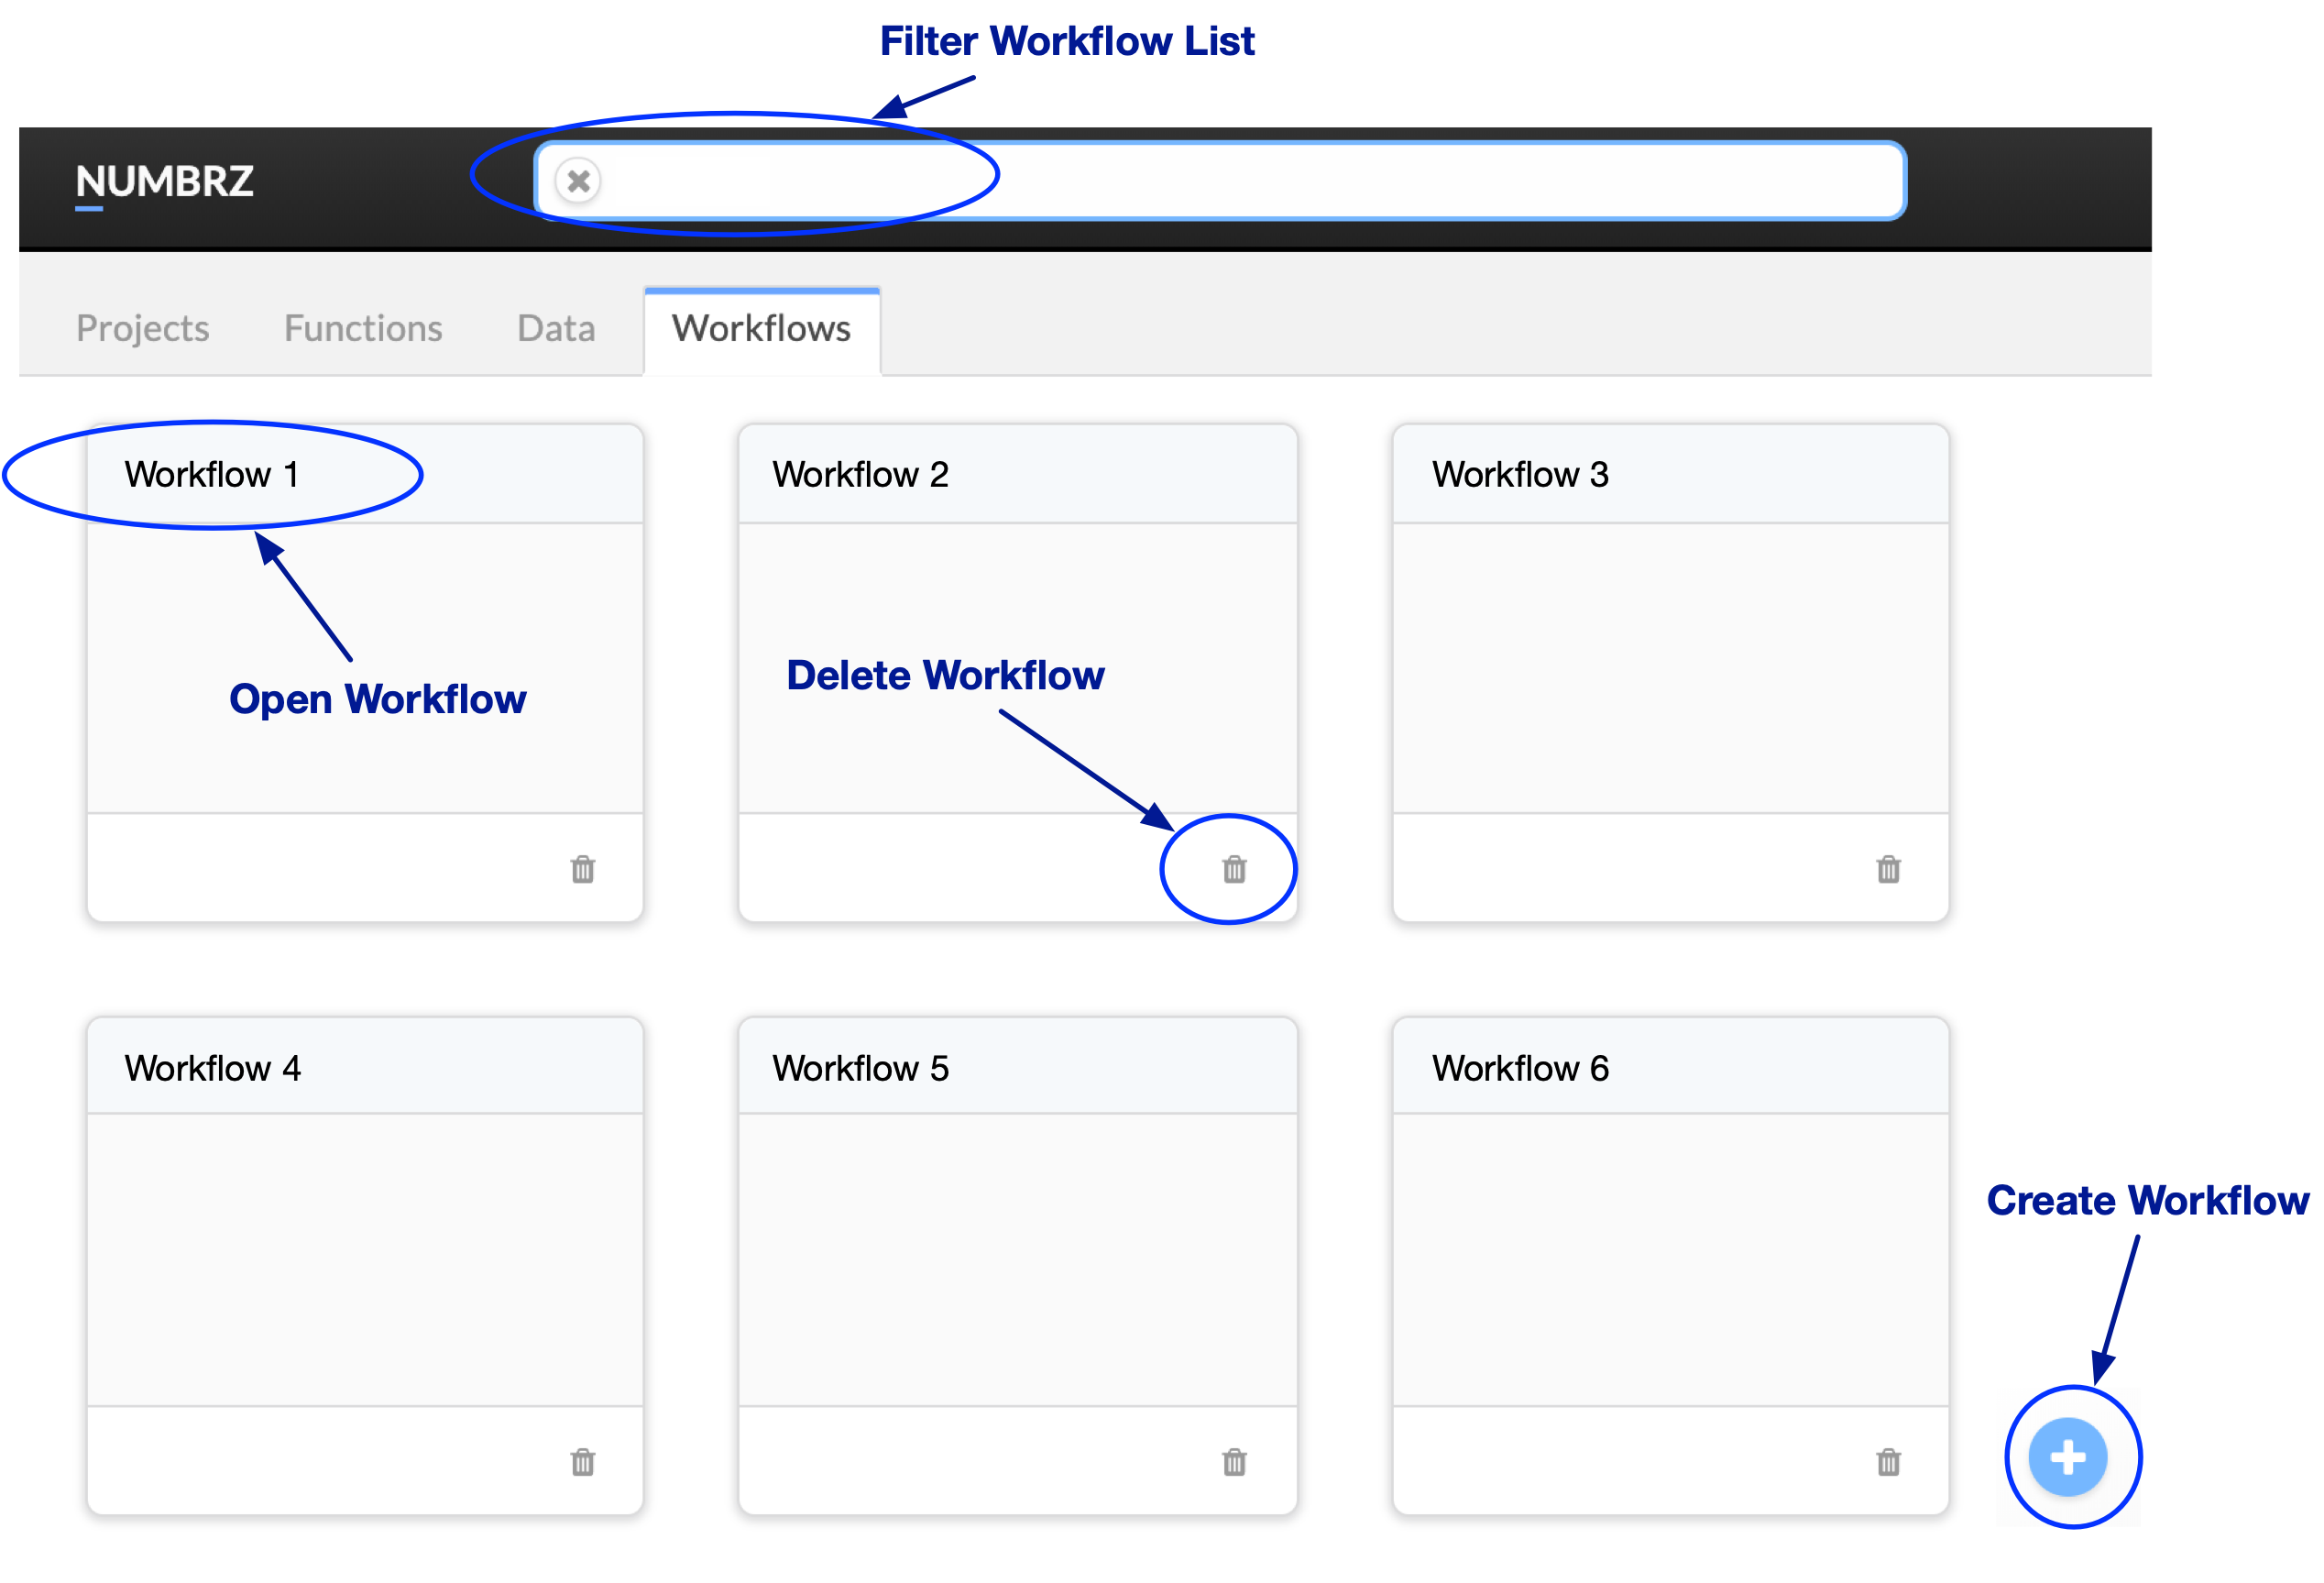 Filter Workflow List
NUMBRZ
Projects Functions Data Workflows
Workflow 1 Workflow 2 Workflow 3
Delete Workflow
Open Workflow
Workflow 4 Workflow 5 Workflow 6
Create Workflow